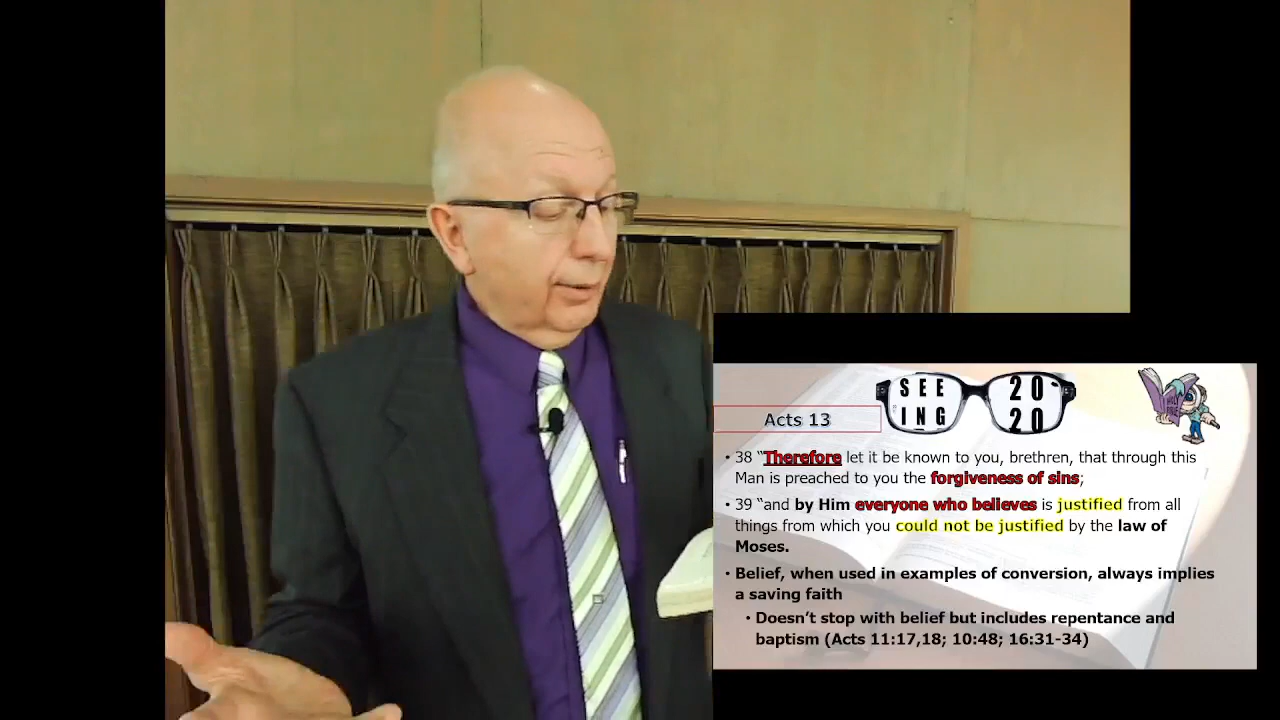 SEE 20
ING 20
Acts 13
• 38 “Therefore let it be known to you, brethren, that through this
Man is preached to you the forgiveness of sins;
• 39 “and by Him everyone who believes is justified from all
things from which you could not be justified by the law of
Moses.
• Belief, when used in examples of conversion, always implies
a saving faith
• Doesn’t stop with belief but includes repentance and
baptism (Acts 11:17,18; 10:48; 16:31-34)